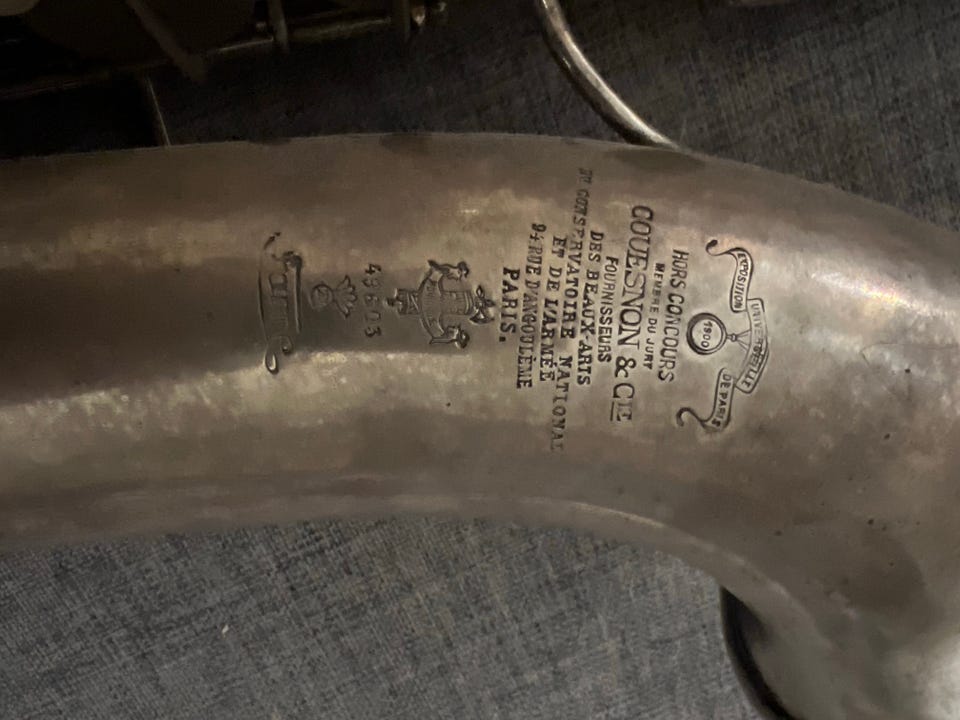 EXPOSITION UNIVERSELLE DE PARIS
1900
HORS CONCOURS
MEMBRE DU JURY
COUESNON & CIE
FOURNISSEURS
DES BEAUX-ARTS
DU CONSERVATOIRE NATIONAL
ET DE L'ARMÉE
94 RUE D'ANGOULÊME
PARIS.
49603